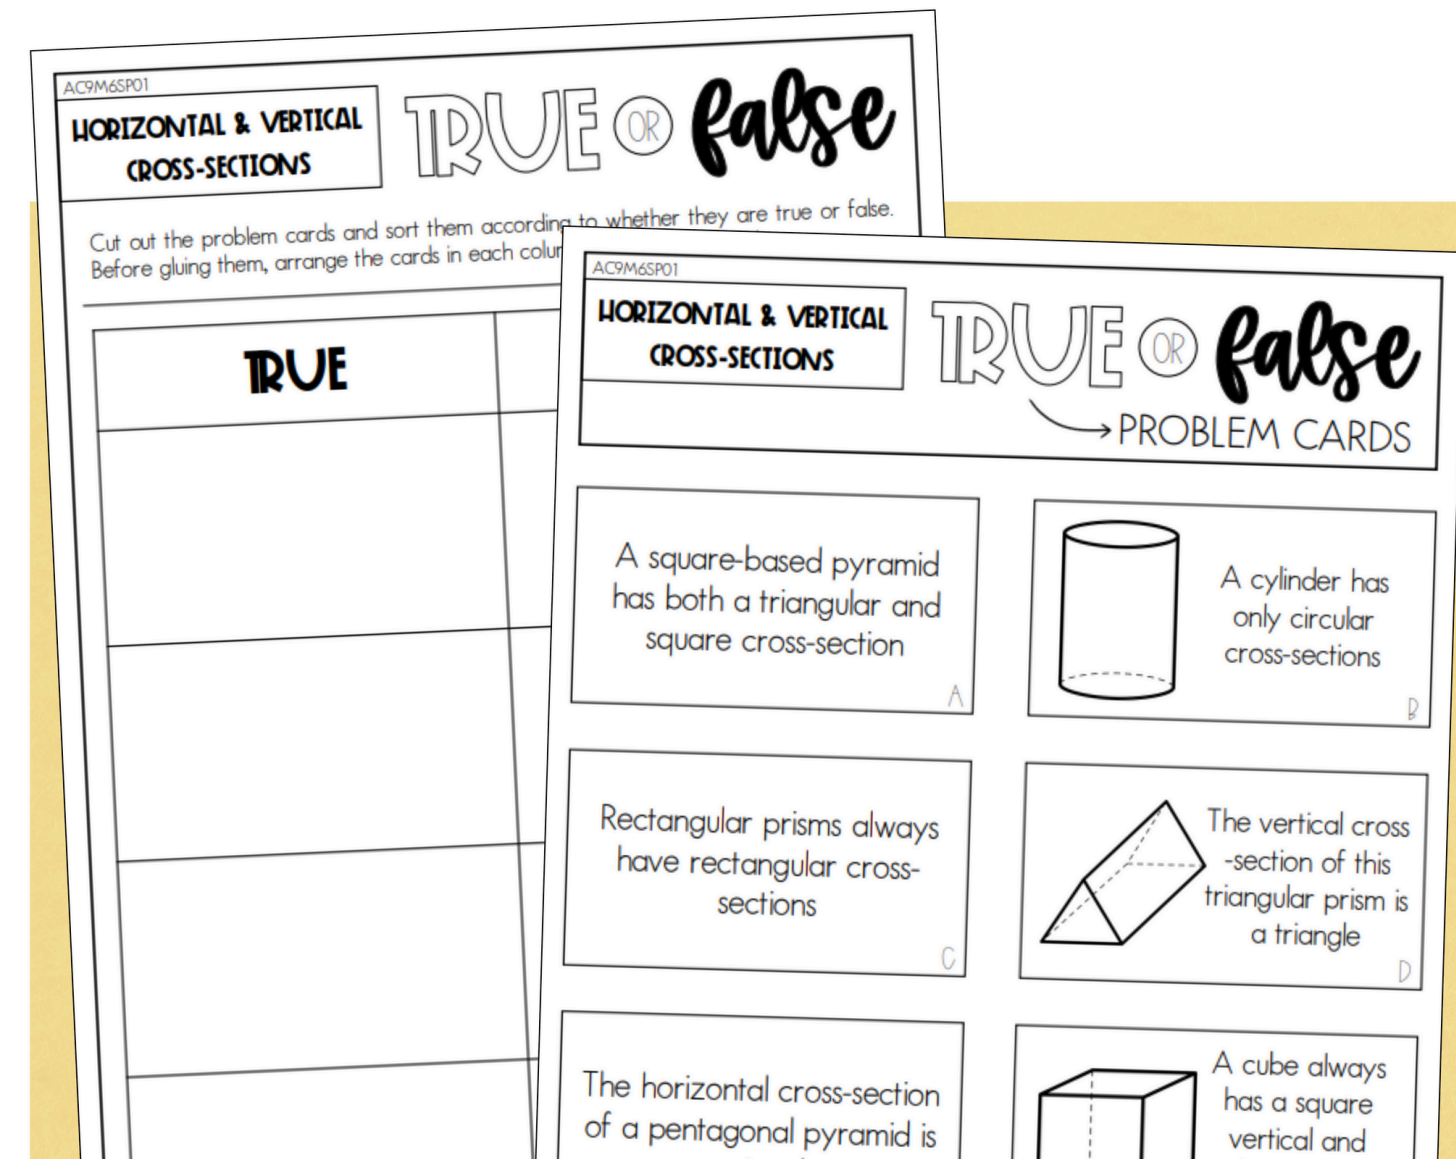 AC9M6SP01
HORIZONTAL & VERTICAL
CROSS-SECTIONS
TRUE OR false
Cut out the problem cards and sort them according to whether they are true or false.
Before gluing them, arrange the cards in each
TRUE
AC9M6SP01
HORIZONTAL & VERTICAL
CROSS-SECTIONS
TRUE OR false
PROBLEM CARDS
A square-based pyramid
has both a triangular and
square cross-section
A
A cylinder has
only circular
cross-sections
B
Rectangular prisms always
have rectangular cross-
sections
C
The vertical cross
-section of this
triangular prism is
a triangle
D
The horizontal cross-section
of a pentagonal pyramid is
A cube always
has a square
vertical and